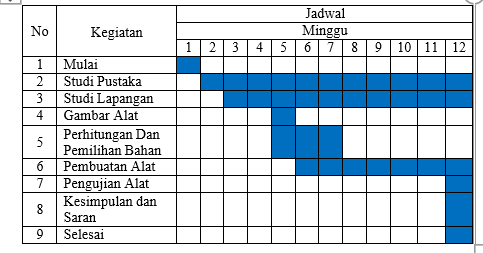 Jadwal
No Kegiatan Minggu
1 2 3 4 5 6 7 8 9 10 11 12
1 Mulai
2 Studi Pustaka
3 Studi Lapangan
4 Gambar Alat
5 Perhitungan Dan
Pemilihan Bahan
6 Pembuatan Alat
7 Pengujian Alat
8 Kesimpulan dan
Saran
9 Selesai